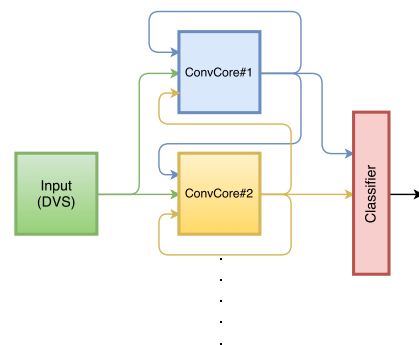 ConvCore#1
Input
(DVS)
ConvCore#2
Classifier